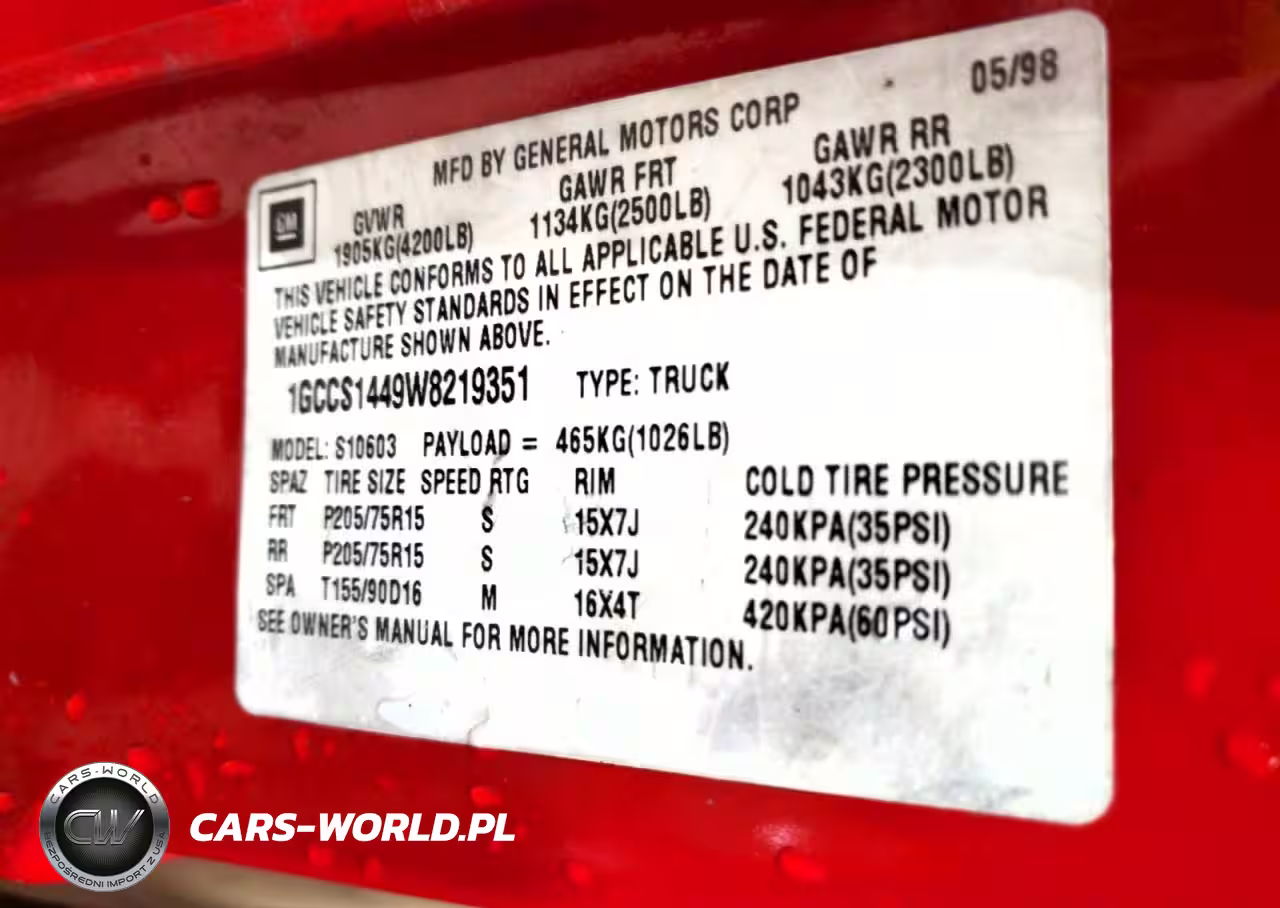 05/98
MFD BY GENERAL MOTORS CORP
GM
GVWR GAWR FRT GAWR RR
1905KG(4200LB) 1134KG(2500LB) 1043KG(2300LB)
THIS VEHICLE CONFORMS TO ALL APPLICABLE U.S. FEDERAL MOTOR
VEHICLE SAFETY STANDARDS IN EFFECT ON THE DATE OF
MANUFACTURE SHOWN ABOVE.
1GCCS1449W8219351 TYPE: TRUCK
MODEL: S10603 PAYLOAD = 465KG(1026LB)
SPAZ TIRE SIZE SPEED RTG RIM COLD TIRE PRESSURE
FRT P205/75R15 S 15X7J 240KPA(35PSI)
RR P205/75R15 S 15X7J 240KPA(35PSI)
SPA T155/90D16 M 16X4T 420KPA(60PSI)
SEE OWNER'S MANUAL FOR MORE INFORMATION.
CARS-WORLD
CW
BEZPOŚREDNI IMPORT Z USA
CARS-WORLD.PL